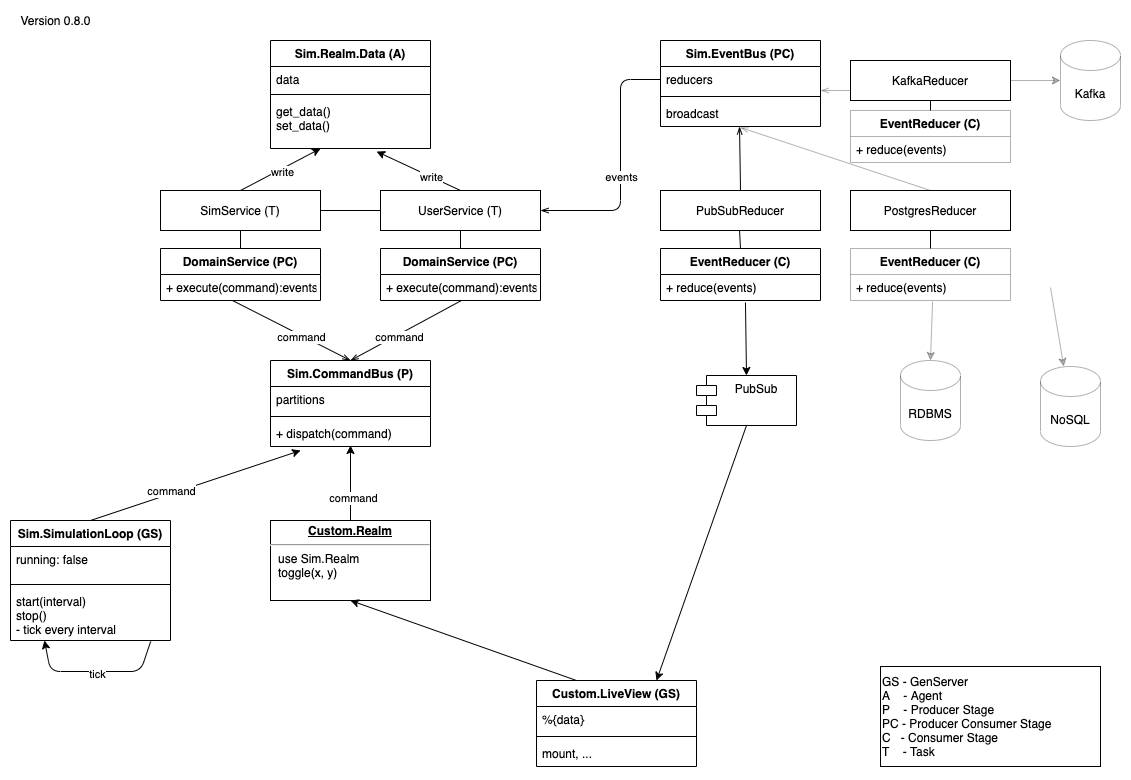 Version 0.8.0
Sim.Realm.Data (A)
data
get_data()
set_data()
Sim.EventBus (PC)
reducers
broadcast
KafkaReducer
EventReducer (C)
+ reduce(events)
Kafka
write
write
events
SimService (T)
UserService (T)
PubSubReducer
PostgresReducer
DomainService (PC)
+ execute(command):events
DomainService (PC)
+ execute(command):events
EventReducer (C)
+ reduce(events)
EventReducer (C)
+ reduce(events)
command
command
Sim.CommandBus (P)
partitions
+ dispatch(command)
PubSub
RDBMS
NoSQL
command
command
Sim.SimulationLoop (GS)
running: false
start(interval)
stop()
- tick every interval
tick
Custom.Realm
use Sim.Realm
toggle(x, y)
Custom.LiveView (GS)
%{data}
mount, ...
GS - GenServer
A - Agent
P - Producer Stage
PC - Producer Consumer Stage
C - Consumer Stage
T - Task